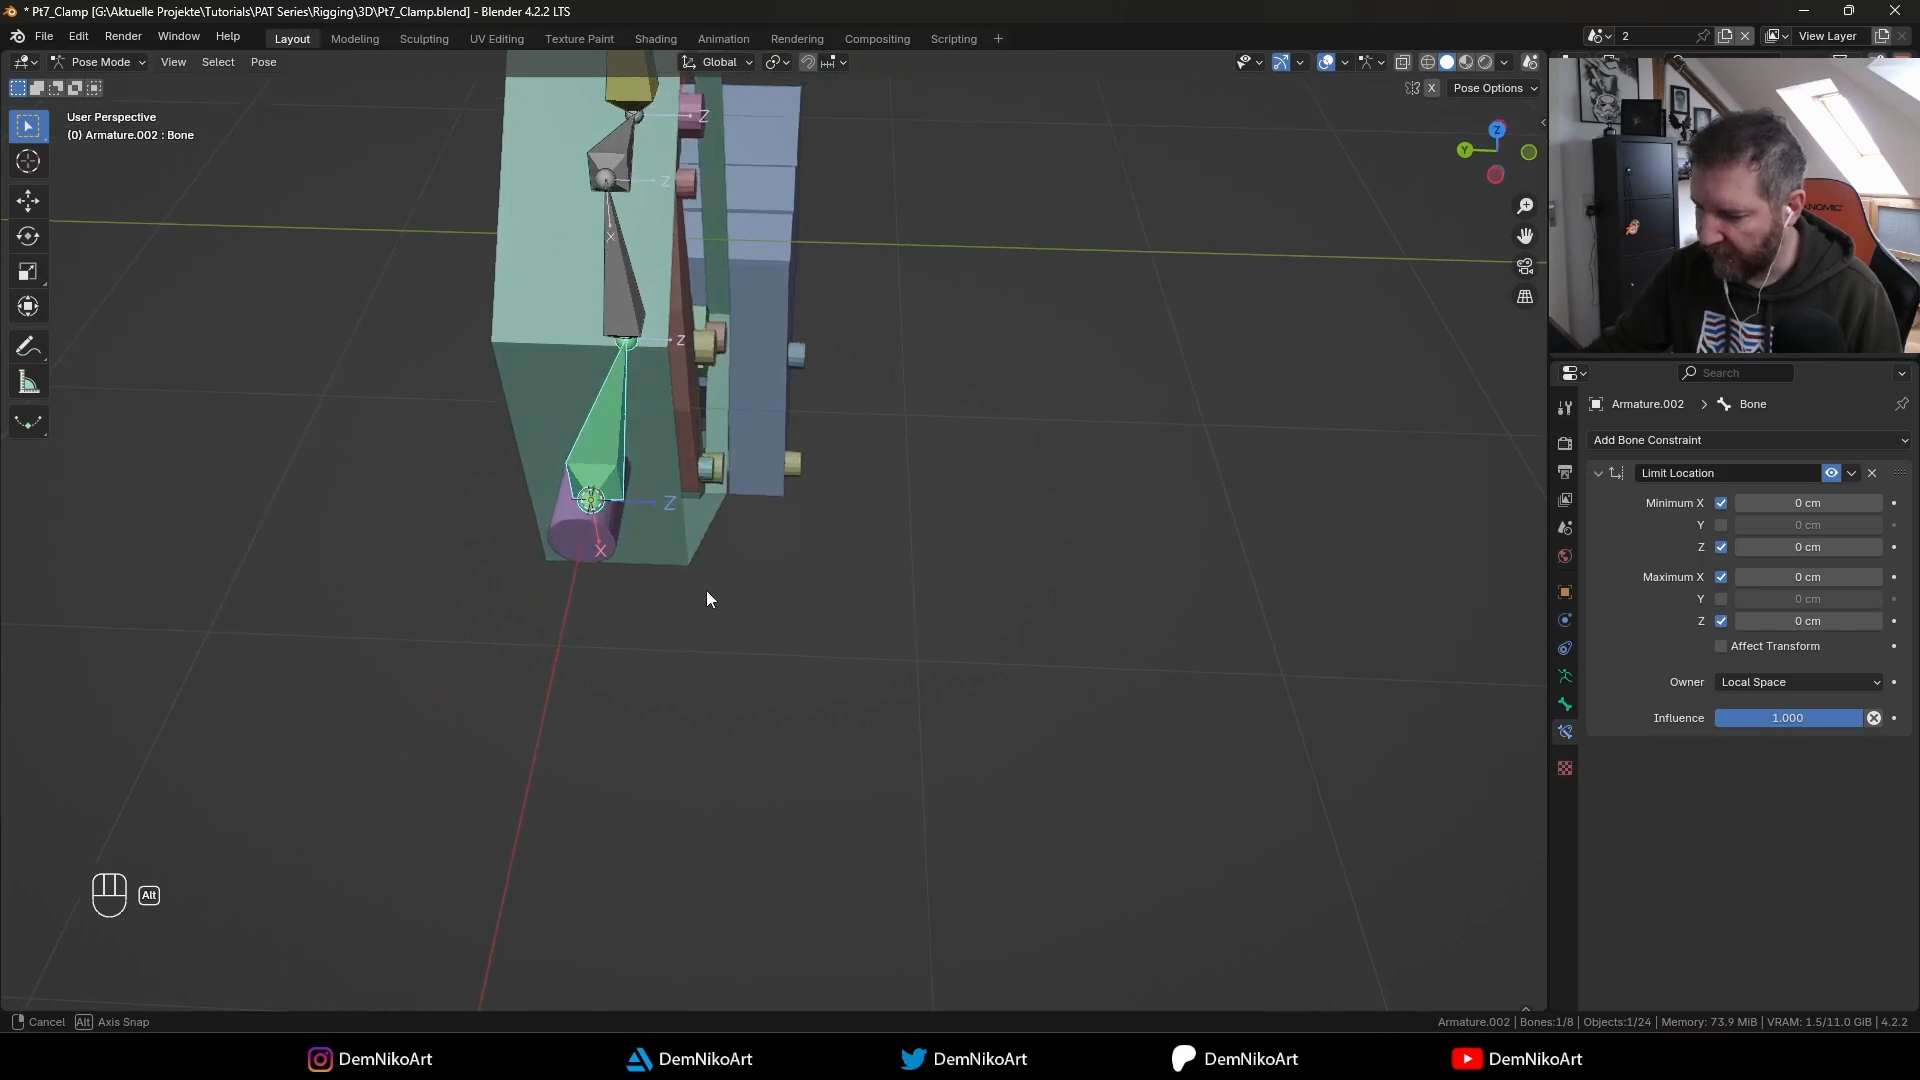 * Pt7_Clamp [G:\Aktuelle Projekte\Tutorials\PAT Series\Rigging\3D\Pt7_Clamp.blend] - Blender 4.2.2 LTS
File Edit Render Window Help Layout Modeling Sculpting UV Editing Texture Paint Shading Animation Rendering Compositing Scripting + 2 View Layer
Pose Mode View Select Pose Global
X Pose Options
User Perspective
(0) Armature.002 : Bone
Z
Y
Z
Z
X
Z
Z
X
Search
Armature.002 > Bone
Add Bone Constraint
Limit Location
Minimum X 0 cm
Y 0 cm
Z 0 cm
Maximum X 0 cm
Y 0 cm
Z 0 cm
Affect Transform
Owner Local Space
Influence 1.000
Alt
Cancel Alt Axis Snap
Armature.002 | Bones:1/8 | Objects:1/24 | Memory: 73.9 MiB | VRAM: 1.5/11.0 GiB | 4.2.2
DemNikoArt DemNikoArt DemNikoArt DemNikoArt DemNikoArt